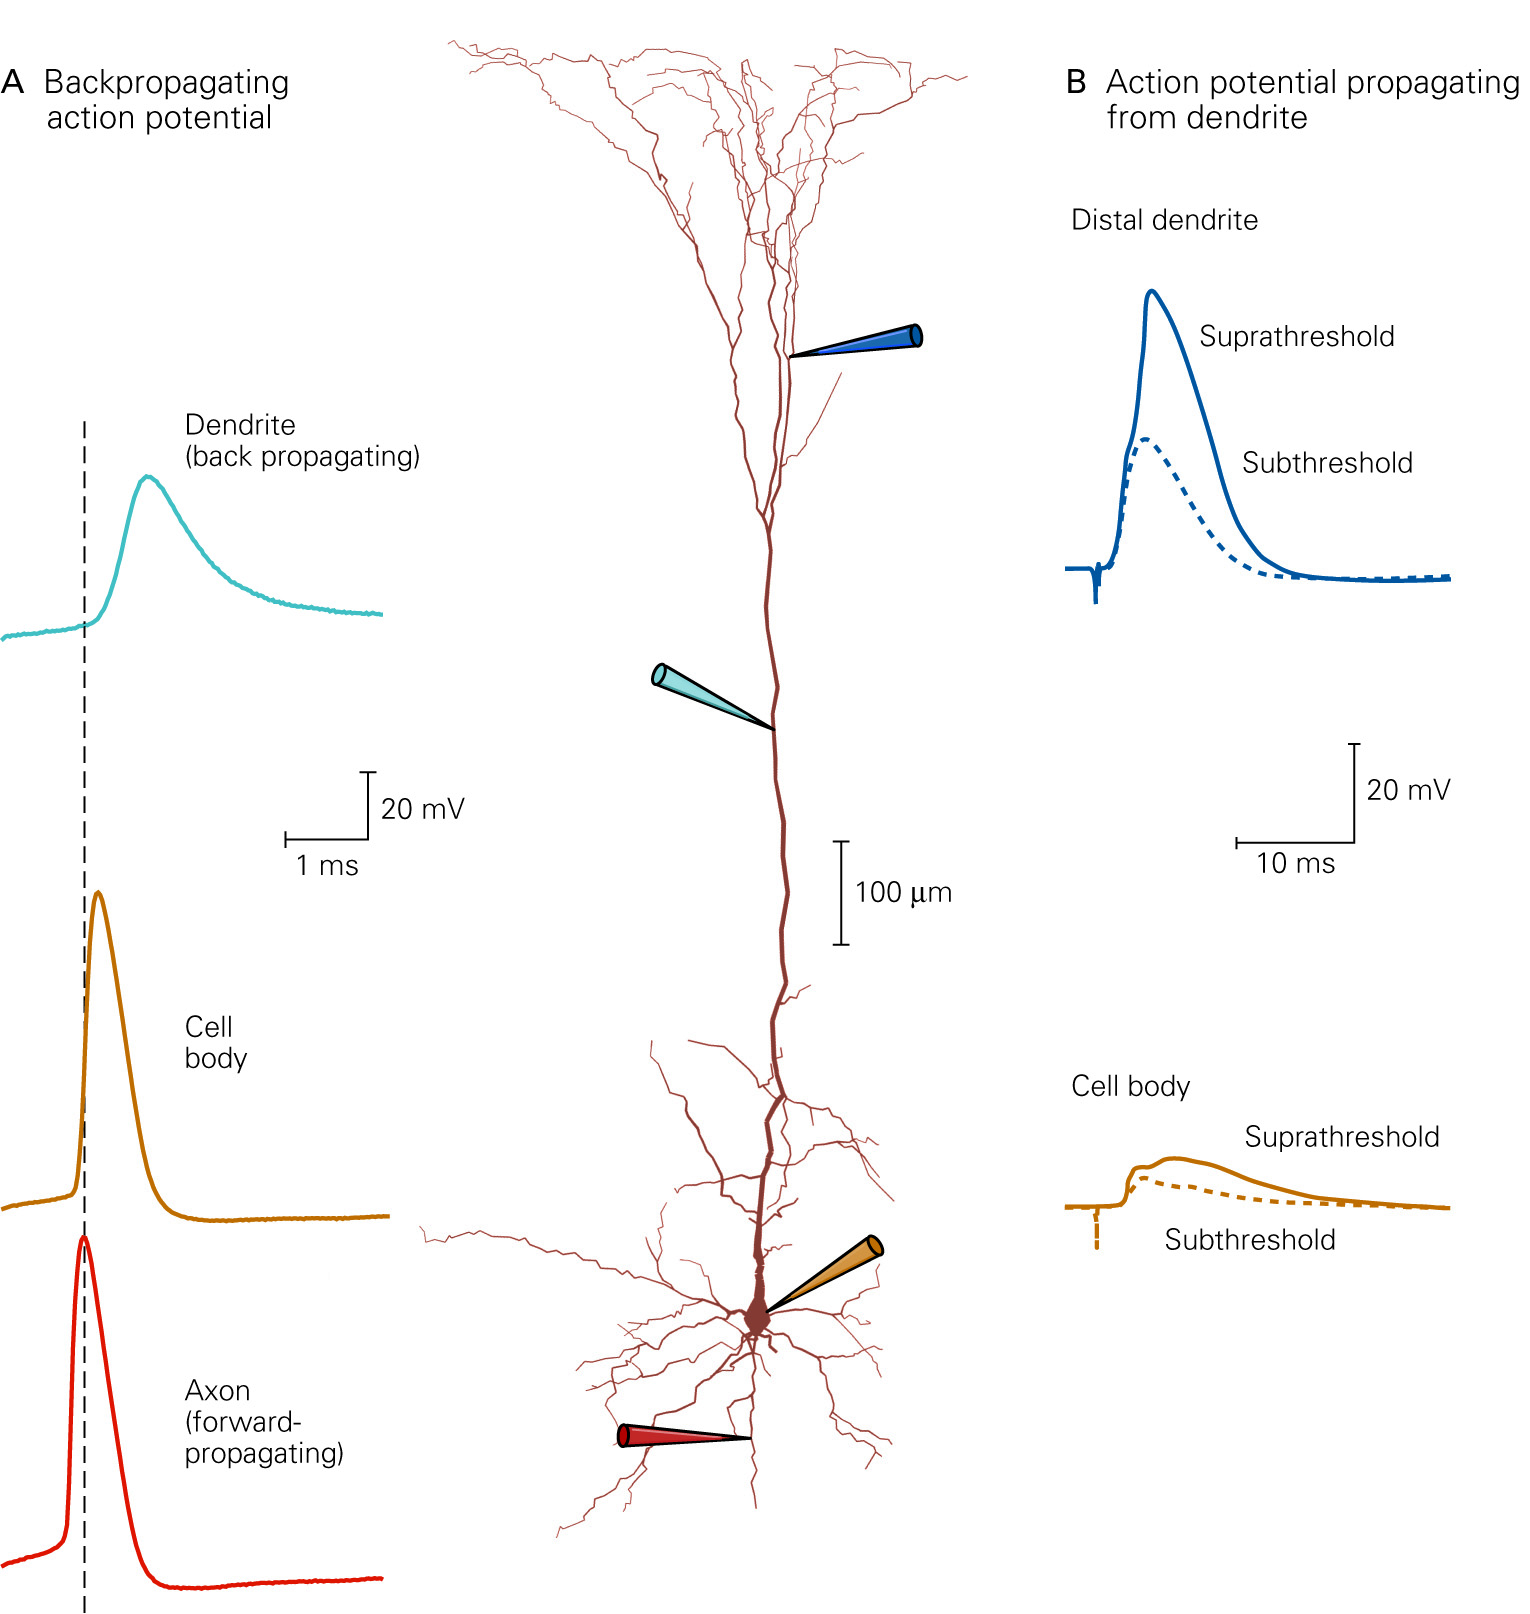 A Backpropagating
action potential
Dendrite
(back propagating)
20 mV
1 ms
Cell
body
Axon
(forward-
propagating)
100 μm
B Action potential propagating
from dendrite
Distal dendrite
Suprathreshold
Subthreshold
20 mV
10 ms
Cell body
Suprathreshold
Subthreshold